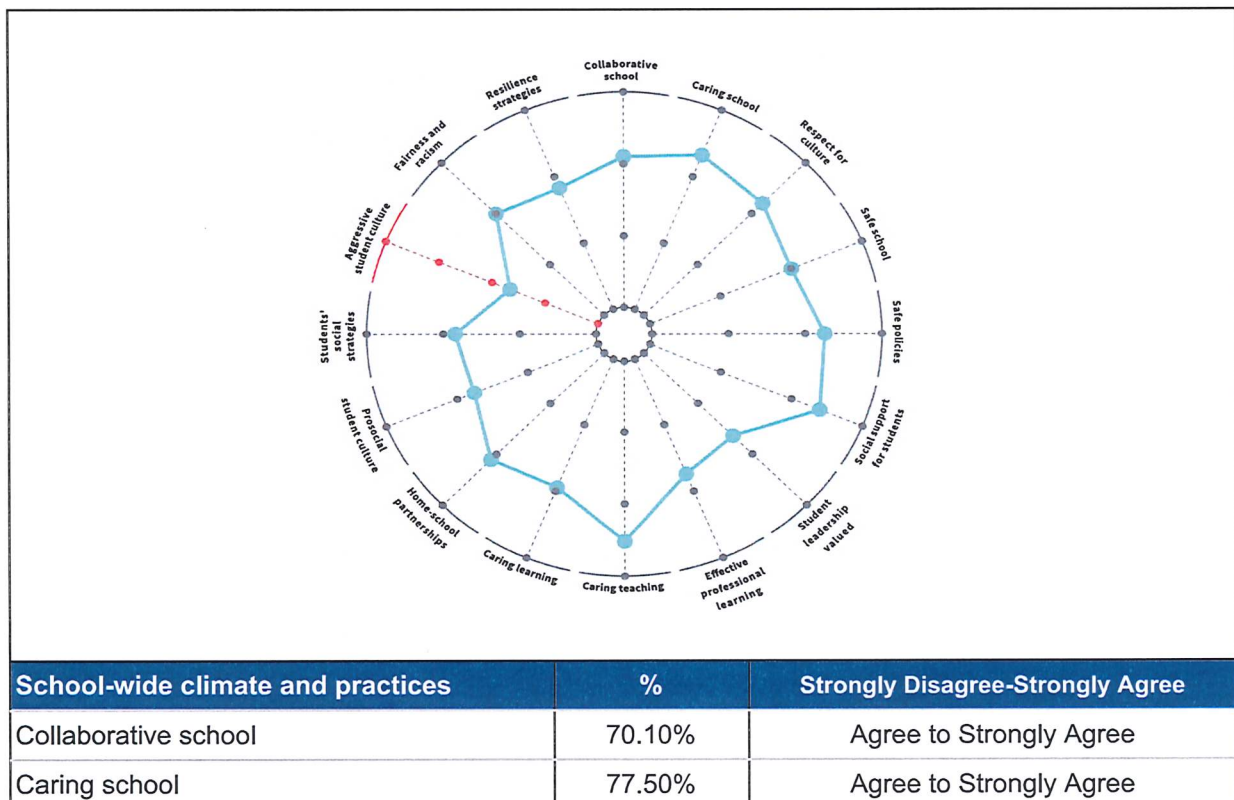 Collaborative
school
Caring school
Respect for
culture
Safe school
Safe policies
Social support
for students
Student
leadership
valued
Effective
professional
learning
Caring teaching
Caring learning
Home-school
partnerships
Prosocial
student culture
Students'
social
strategies
Aggressive
student culture
Fairness and
racism
Resilience
strategies
School-wide climate and practices % Strongly Disagree-Strongly Agree
Collaborative school 70.10% Agree to Strongly Agree
Caring school 77.50% Agree to Strongly Agree